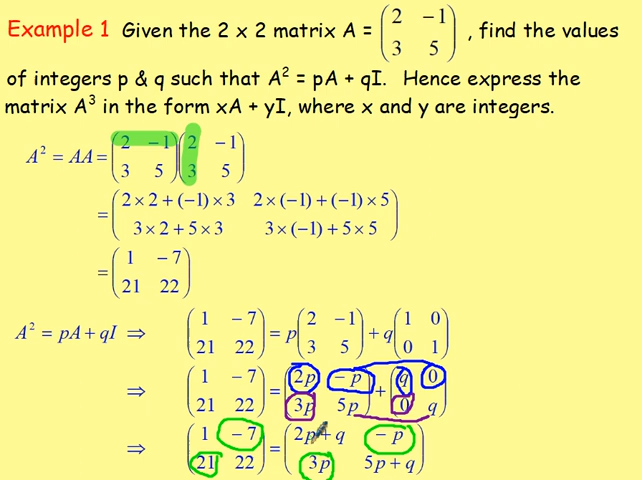 Example 1 Given the 2 x 2 matrix A = ( 2 −1 ; 3 5 ) , find the values
of integers p & q such that A² = pA + qI. Hence express the
matrix A³ in the form xA + yI, where x and y are integers.
A² = AA = ( 2 −1 ; 3 5 )( 2 −1 ; 3 5 )
= ( 2×2+(−1)×3 2×(−1)+(−1)×5 ; 3×2+5×3 3×(−1)+5×5 )
= ( 1 −7 ; 21 22 )
A² = pA + qI ⇒ ( 1 −7 ; 21 22 ) = p( 2 −1 ; 3 5 ) + q( 1 0 ; 0 1 )
⇒ ( 1 −7 ; 21 22 ) = ( 2p −p ; 3p 5p ) + ( q 0 ; 0 q )
⇒ ( 1 −7 ; 21 22 ) = ( 2p+q −p ; 3p 5p+q )